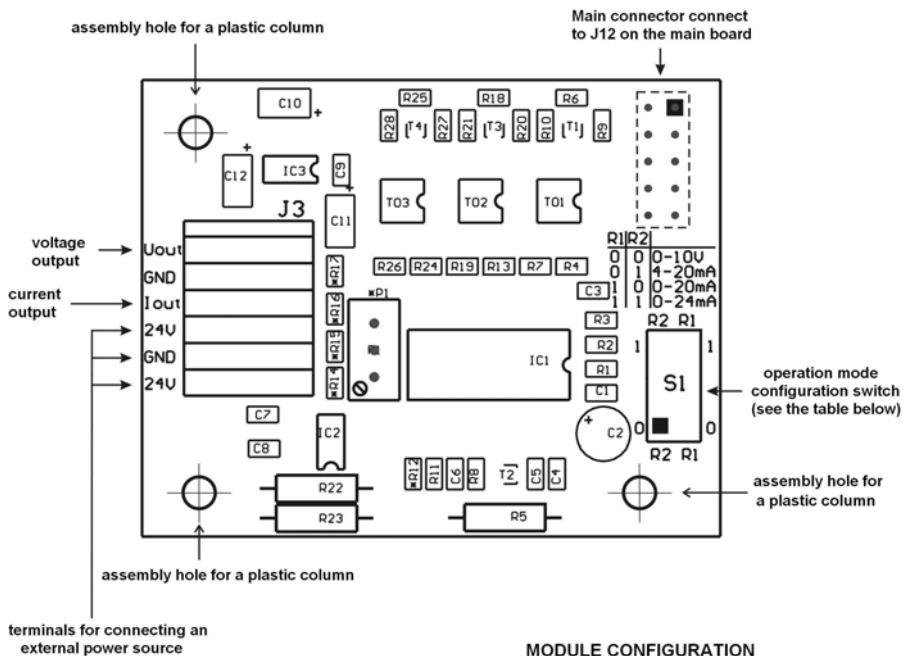 assembly hole for a plastic column
Main connector connect
to J12 on the main board
C10
+
R25
R18
R6
R28
T4
R27
R21
T3
R20
R10
T1
R9
+
C12
IC3
C9
+
C11
TO3
TO2
TO1
J3
voltage
output
Uout
GND
current
output
Iout
24V
GND
24V
*R17
*R16
*R15
*R14
*P1
R26
R24
R19
R13
R7
R4
R1 R2
0 0 0-10V
0 1 4-20mA
1 0 0-20mA
1 1 0-24mA
C3
R3
R2
R1
C1
IC1
R2 R1
1
1
S1
0
0
R2 R1
operation mode
configuration switch
(see the table below)
+
C2
C7
C8
IC2
*R12
R11
C6
R8
T2
C5
C4
R22
R23
R5
assembly hole for
a plastic column
assembly hole for a plastic column
terminals for connecting an
external power source
MODULE CONFIGURATION